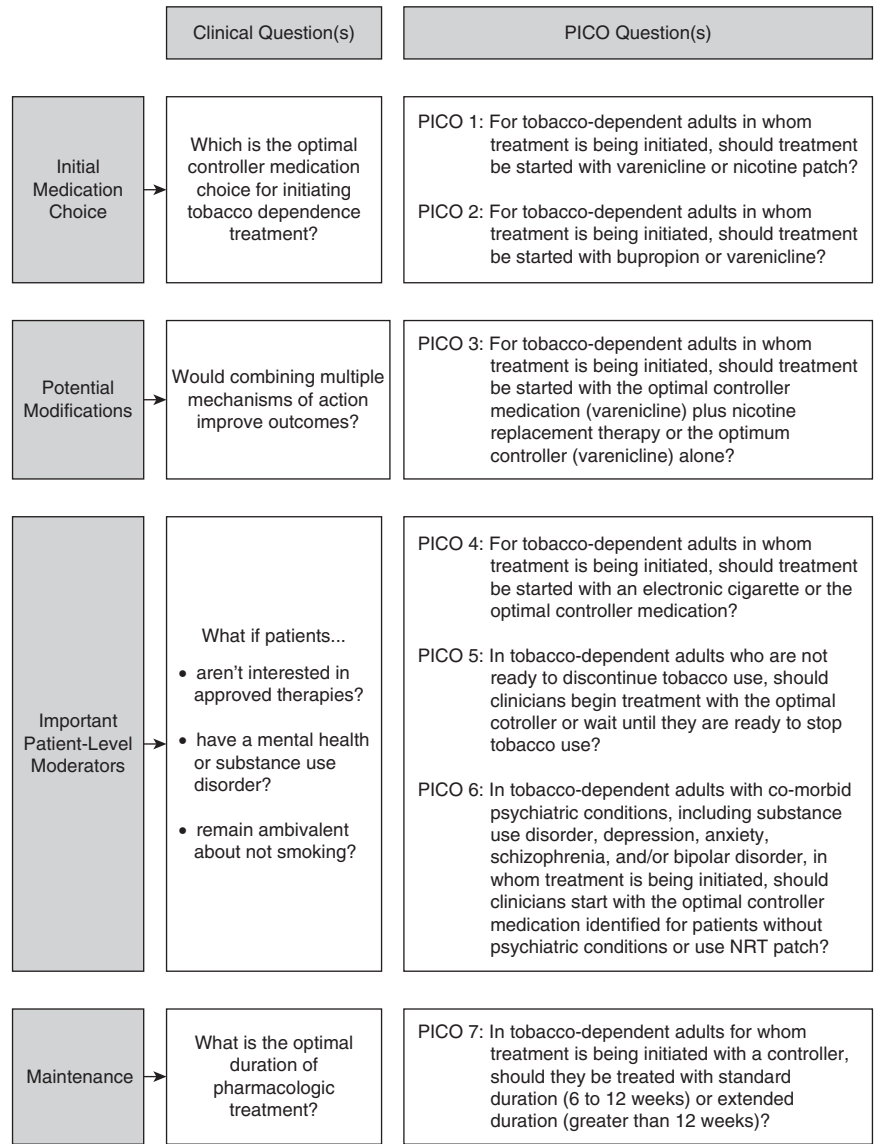 Clinical Question(s)
PICO Question(s)
Initial
Medication
Choice
Which is the optimal
controller medication
choice for initiating
tobacco dependence
treatment?
PICO 1: For tobacco-dependent adults in whom
treatment is being initiated, should treatment
be started with varenicline or nicotine patch?
PICO 2: For tobacco-dependent adults in whom
treatment is being initiated, should treatment
be started with bupropion or varenicline?
Potential
Modifications
Would combining multiple
mechanisms of action
improve outcomes?
PICO 3: For tobacco-dependent adults in whom
treatment is being initiated, should treatment
be started with the optimal controller
medication (varenicline) plus nicotine
replacement therapy or the optimum
controller (varenicline) alone?
Important
Patient-Level
Moderators
What if patients...
• aren't interested in
approved therapies?
• have a mental health
or substance use
disorder?
• remain ambivalent
about not smoking?
PICO 4: For tobacco-dependent adults in whom
treatment is being initiated, should treatment
be started with an electronic cigarette or the
optimal controller medication?
PICO 5: In tobacco-dependent adults who are not
ready to discontinue tobacco use, should
clinicians begin treatment with the optimal
cotroller or wait until they are ready to stop
tobacco use?
PICO 6: In tobacco-dependent adults with co-morbid
psychiatric conditions, including substance
use disorder, depression, anxiety,
schizophrenia, and/or bipolar disorder, in
whom treatment is being initiated, should
clinicians start with the optimal controller
medication identified for patients without
psychiatric conditions or use NRT patch?
Maintenance
What is the optimal
duration of
pharmacologic
treatment?
PICO 7: In tobacco-dependent adults for whom
treatment is being initiated with a controller,
should they be treated with standard
duration (6 to 12 weeks) or extended
duration (greater than 12 weeks)?